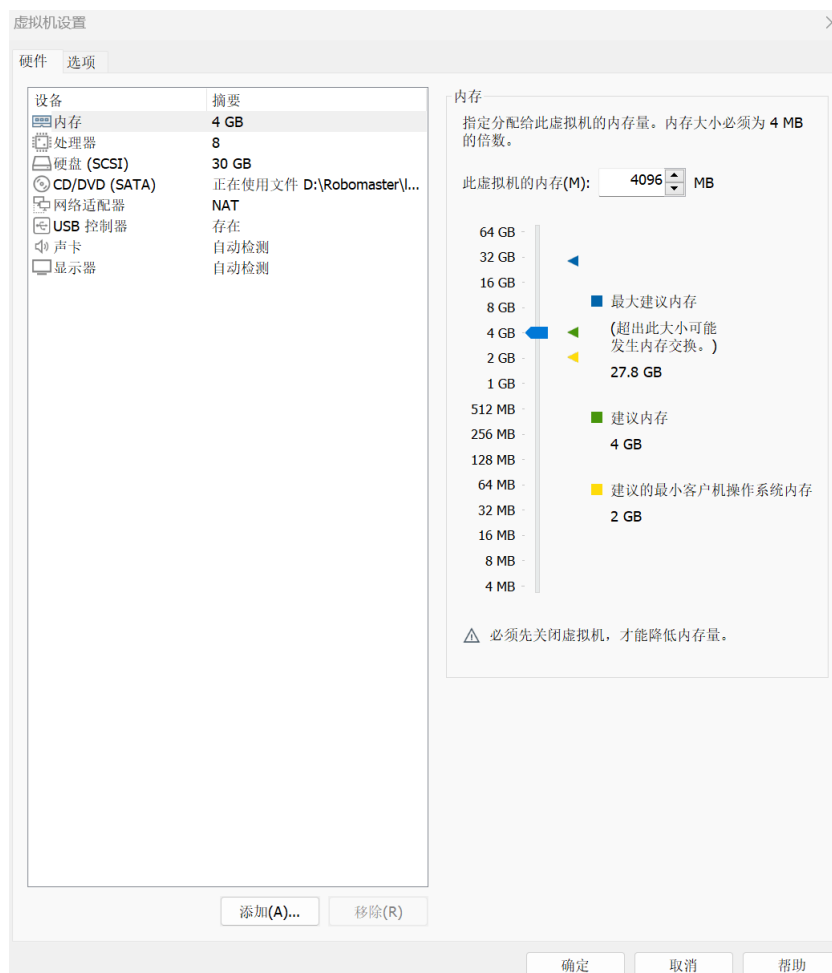 虚拟机设置
硬件 选项
设备 摘要
内存 4 GB
处理器 8
硬盘 (SCSI) 30 GB
CD/DVD (SATA) 正在使用文件 D:\Robomaster\l...
网络适配器 NAT
USB 控制器 存在
声卡 自动检测
显示器 自动检测
添加(A)... 移除(R)
内存
指定分配给此虚拟机的内存量。内存大小必须为 4 MB
的倍数。
此虚拟机的内存(M): 4096 MB
64 GB
32 GB
16 GB
8 GB
4 GB
2 GB
1 GB
512 MB
256 MB
128 MB
64 MB
32 MB
16 MB
8 MB
4 MB
最大建议内存
(超出此大小可能
发生内存交换。)
27.8 GB
建议内存
4 GB
建议的最小客户机操作系统内存
2 GB
必须先关闭虚拟机，才能降低内存量。
确定 取消 帮助